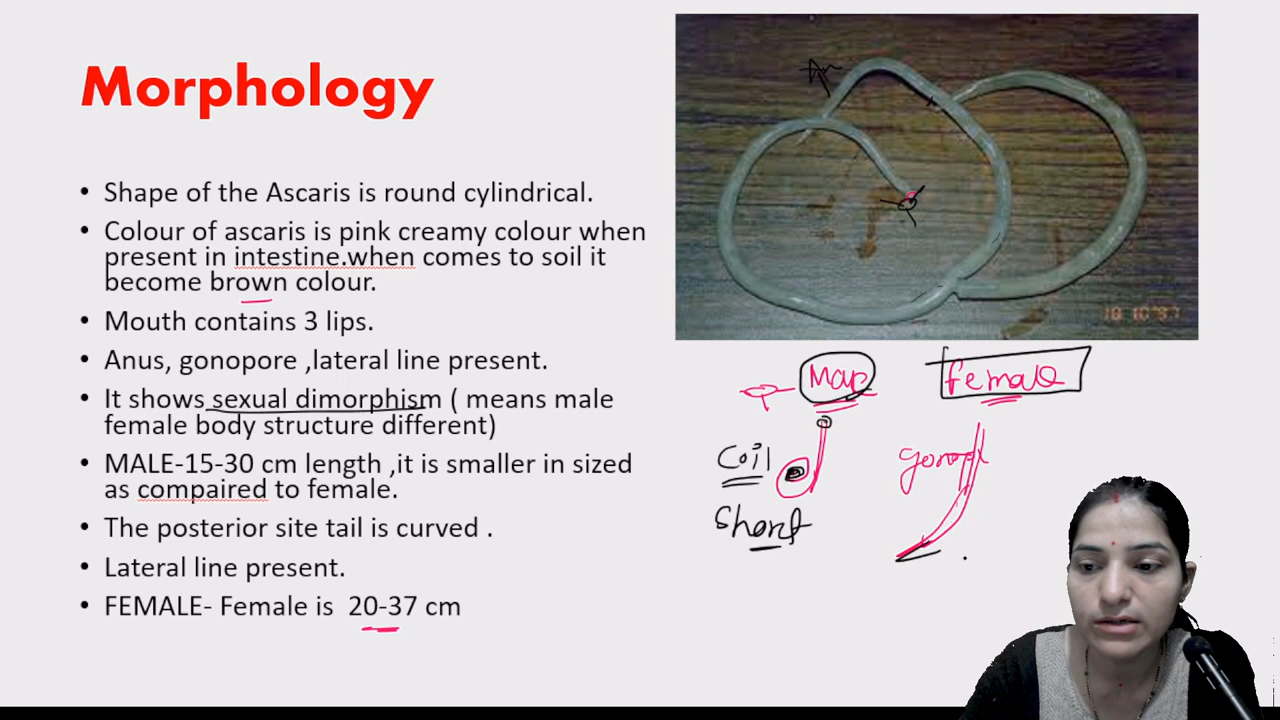 Morphology
• Shape of the Ascaris is round cylindrical.
• Colour of ascaris is pink creamy colour when
present in intestine.when comes to soil it
become brown colour.
• Mouth contains 3 lips.
• Anus, gonopore ,lateral line present.
• It shows sexual dimorphism ( means male
female body structure different)
• MALE-15-30 cm length ,it is smaller in sized
as compaired to female.
• The posterior site tail is curved .
• Lateral line present.
• FEMALE- Female is 20-37 cm
An
18 10'97
female
Coil
Short